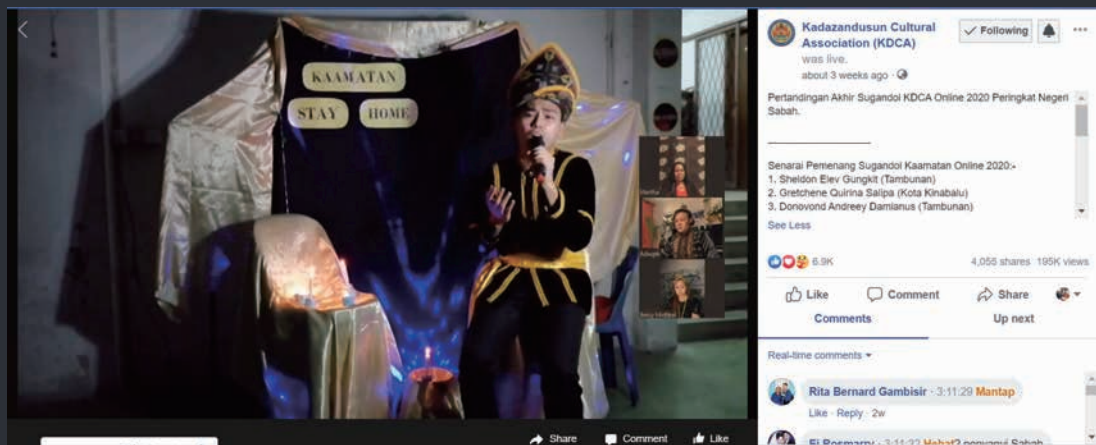 KAAMATAN
STAY HOME
Share Comment Like
Kadazandusun Cultural
Association (KDCA)
was live.
about 3 weeks ago ·
Following
Pertandingan Akhir Sugandoi KDCA Online 2020 Peringkat Negeri
Sabah.
Senarai Pemenang Sugandoi Kaamatan Online 2020:-
1. Sheldon Elev Gungkit (Tambunan)
2. Gretchene Quirina Salipa (Kota Kinabalu)
3. Donovond Andreey Damianus (Tambunan)
See Less
6.9K 4,055 shares 195K views
Like Comment Share
Comments Up next
Real-time comments
Rita Bernard Gambisir · 3:11:29 Mantap
Like · Reply · 2w